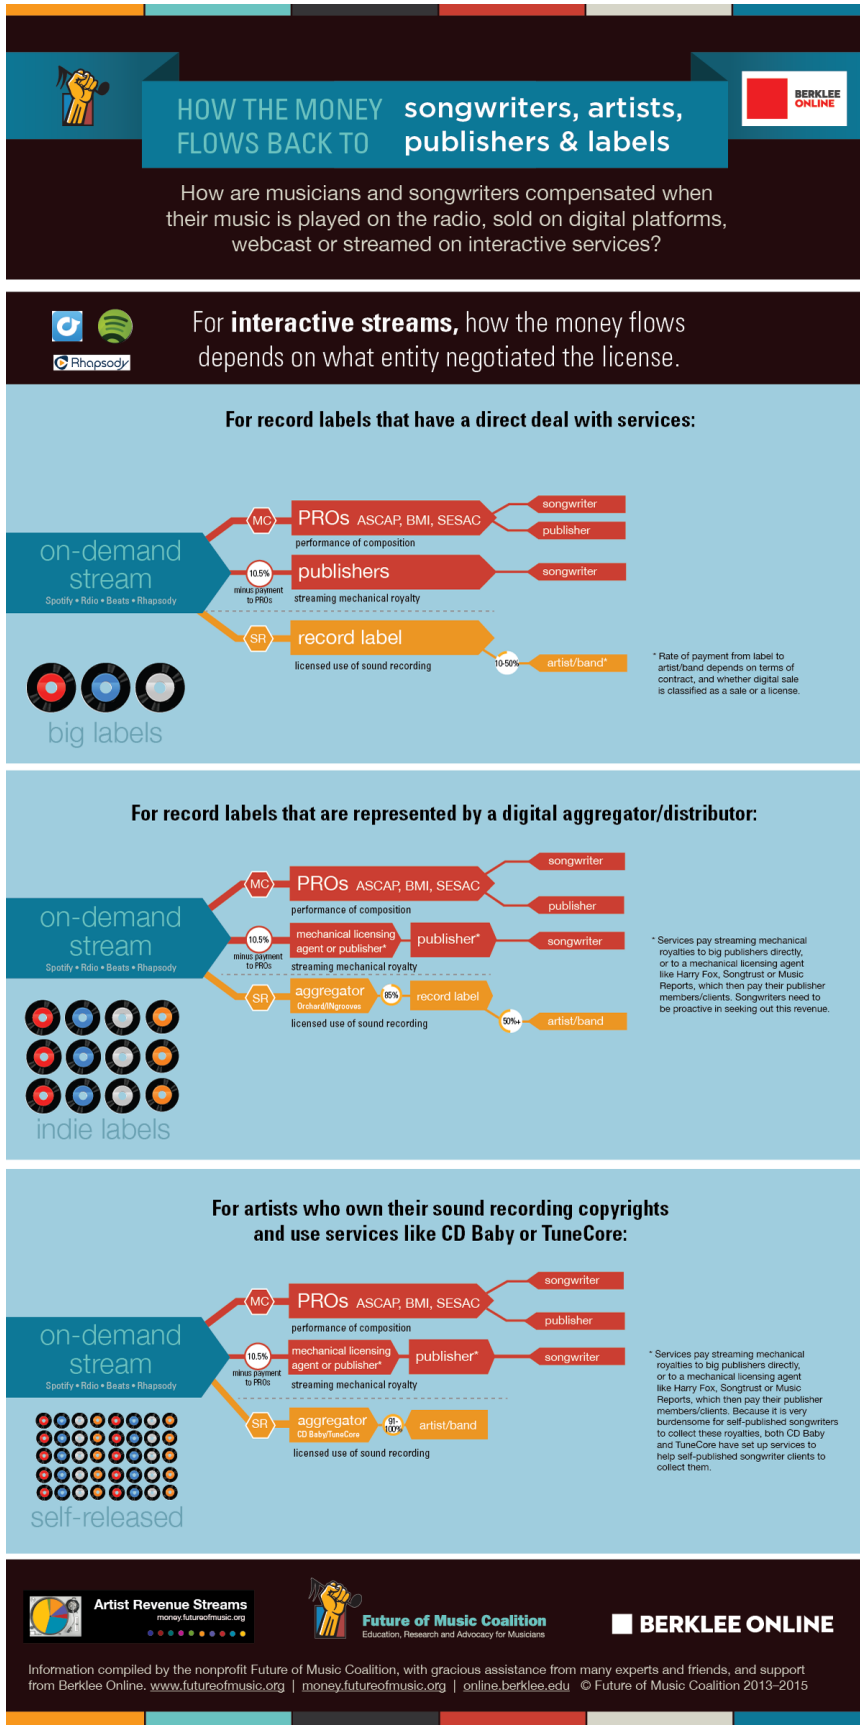 HOW THE MONEY
FLOWS BACK TO
songwriters, artists,
publishers & labels
BERKLEE
ONLINE
How are musicians and songwriters compensated when
their music is played on the radio, sold on digital platforms,
webcast or streamed on interactive services?
Rhapsody
For interactive streams, how the money flows
depends on what entity negotiated the license.
For record labels that have a direct deal with services:
on-demand
stream
Spotify • Rdio • Beats • Rhapsody
MC
PROs ASCAP, BMI, SESAC
performance of composition
songwriter
publisher
10.5%
minus payment
to PROs
publishers
streaming mechanical royalty
songwriter
SR
record label
licensed use of sound recording
10-50%
artist/band*
* Rate of payment from label to
artist/band depends on terms of
contract, and whether digital sale
is classified as a sale or a license.
big labels
For record labels that are represented by a digital aggregator/distributor:
on-demand
stream
Spotify • Rdio • Beats • Rhapsody
MC
PROs ASCAP, BMI, SESAC
performance of composition
songwriter
publisher
10.5%
minus payment
to PROs
mechanical licensing
agent or publisher*
publisher*
streaming mechanical royalty
songwriter
SR
aggregator
Orchard/INgrooves
85%
record label
licensed use of sound recording
50%+
artist/band
* Services pay streaming mechanical
royalties to big publishers directly,
or to a mechanical licensing agent
like Harry Fox, Songtrust or Music
Reports, which then pay their publisher
members/clients. Songwriters need to
be proactive in seeking out this revenue.
indie labels
For artists who own their sound recording copyrights
and use services like CD Baby or TuneCore:
on-demand
stream
Spotify • Rdio • Beats • Rhapsody
MC
PROs ASCAP, BMI, SESAC
performance of composition
songwriter
publisher
10.5%
minus payment
to PROs
mechanical licensing
agent or publisher*
publisher*
streaming mechanical royalty
songwriter
SR
aggregator
CD Baby/TuneCore
91-
100%
artist/band
licensed use of sound recording
* Services pay streaming mechanical
royalties to big publishers directly,
or to a mechanical licensing agent
like Harry Fox, Songtrust or Music
Reports, which then pay their publisher
members/clients. Because it is very
burdensome for self-published songwriters
to collect these royalties, both CD Baby
and TuneCore have set up services to
help self-published songwriter clients to
collect them.
self-released
Artist Revenue Streams
money.futureofmusic.org
Future of Music Coalition
Education, Research and Advocacy for Musicians
BERKLEE ONLINE
Information compiled by the nonprofit Future of Music Coalition, with gracious assistance from many experts and friends, and support
from Berklee Online. www.futureofmusic.org | money.futureofmusic.org | online.berklee.edu © Future of Music Coalition 2013–2015